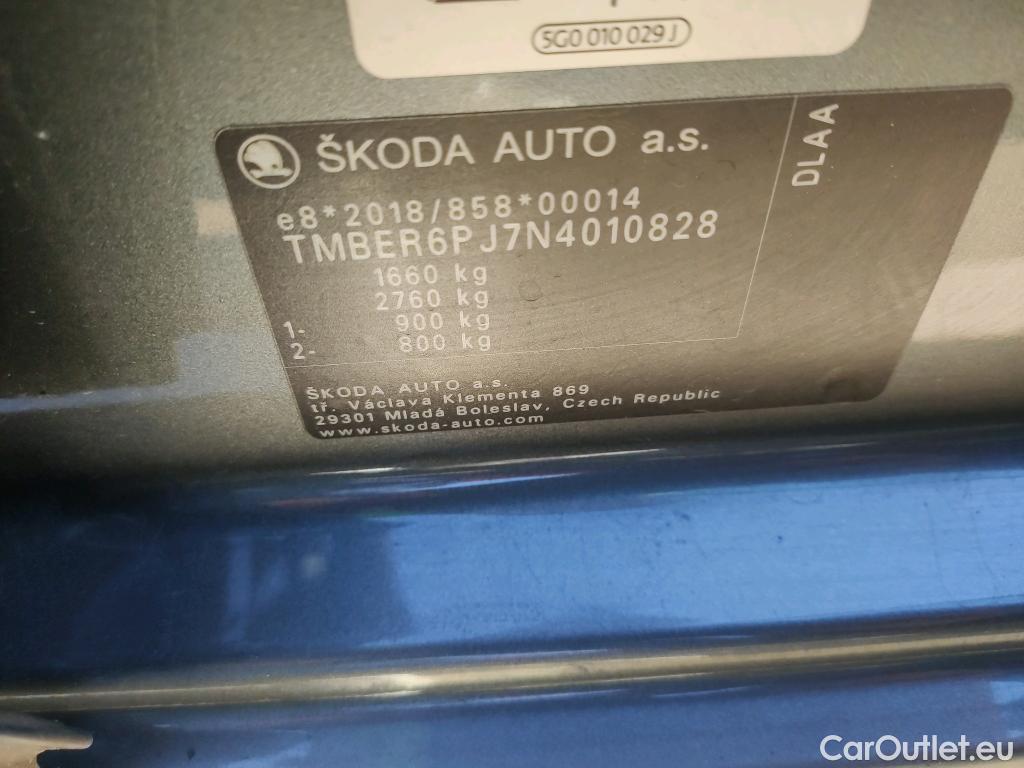 5G0 010 029 J
ŠKODA AUTO a.s.
DLAA
e8*2018/858*00014
TMBER6PJ7N4010828
1660 kg
2760 kg
1- 900 kg
2- 800 kg
ŠKODA AUTO a.s.
tř. Václava Klementa 869
29301 Mladá Boleslav, Czech Republic
www.skoda-auto.com
CarOutlet.eu